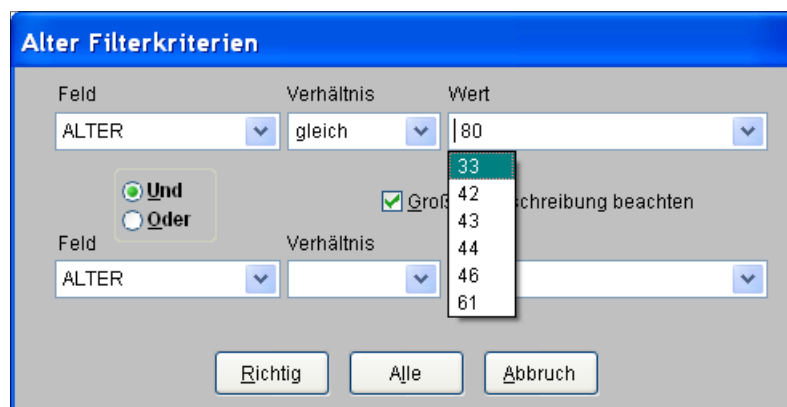 Alter Filterkriterien
Feld Verhältnis Wert
ALTER gleich 80
33
Und 42
Groß schreibung beachten
43
Oder
44
Feld Verhältnis
ALTER 46
61
Richtig Alle Abbruch